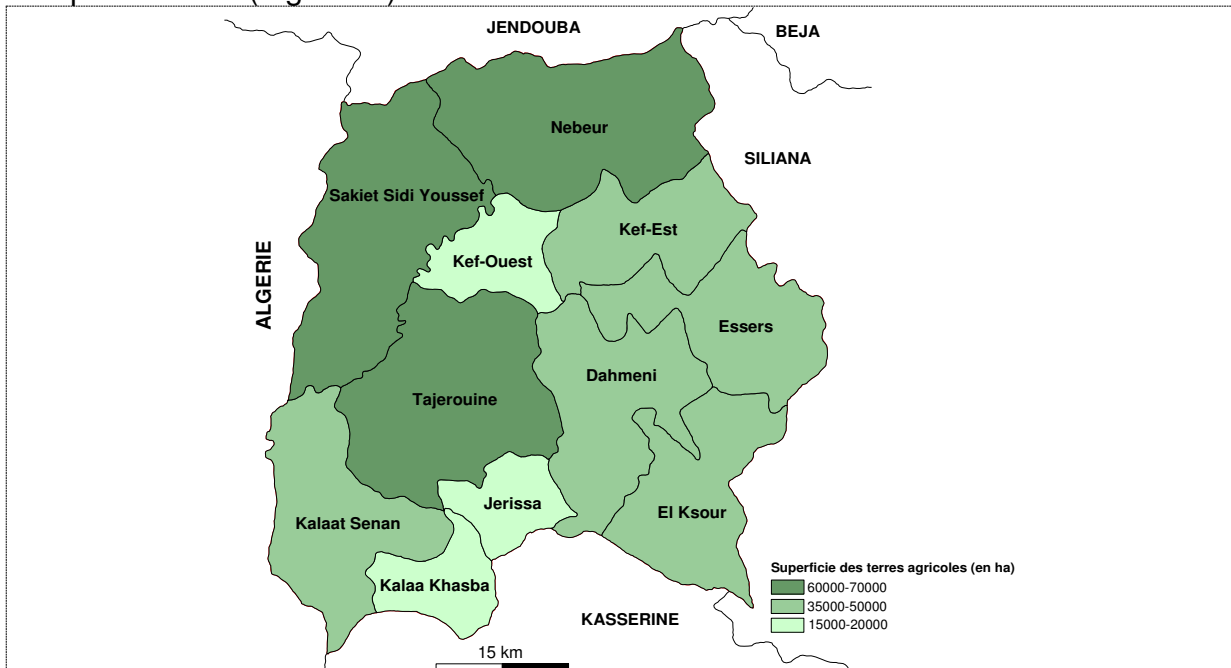 JENDOUBA
BEJA
Nebeur
SILIANA
Sakiet Sidi Youssef
Kef-Est
Kef-Ouest
ALGERIE
Essers
Dahmeni
Tajerouine
Jerissa
El Ksour
Kalaat Senan
Kalaa Khasba
KASSERINE
Superficie des terres agricoles (en ha)
60000-70000
35000-50000
15000-20000
15 km